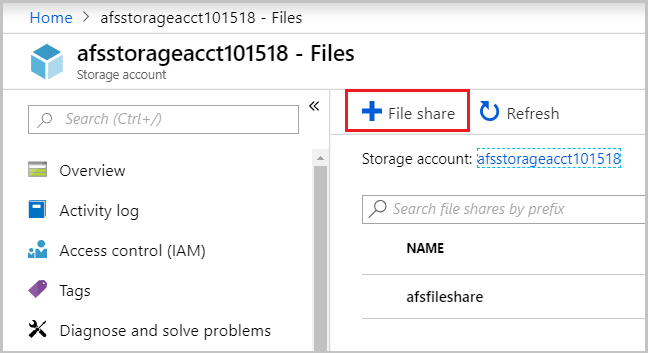 Home > afsstorageacct101518 - Files
afsstorageacct101518 - Files
Storage account
Search (Ctrl+/)
«
Overview
Activity log
Access control (IAM)
Tags
Diagnose and solve problems
File share
Refresh
Storage account: afsstorageacct101518
Search file shares by prefix
NAME
afsfileshare